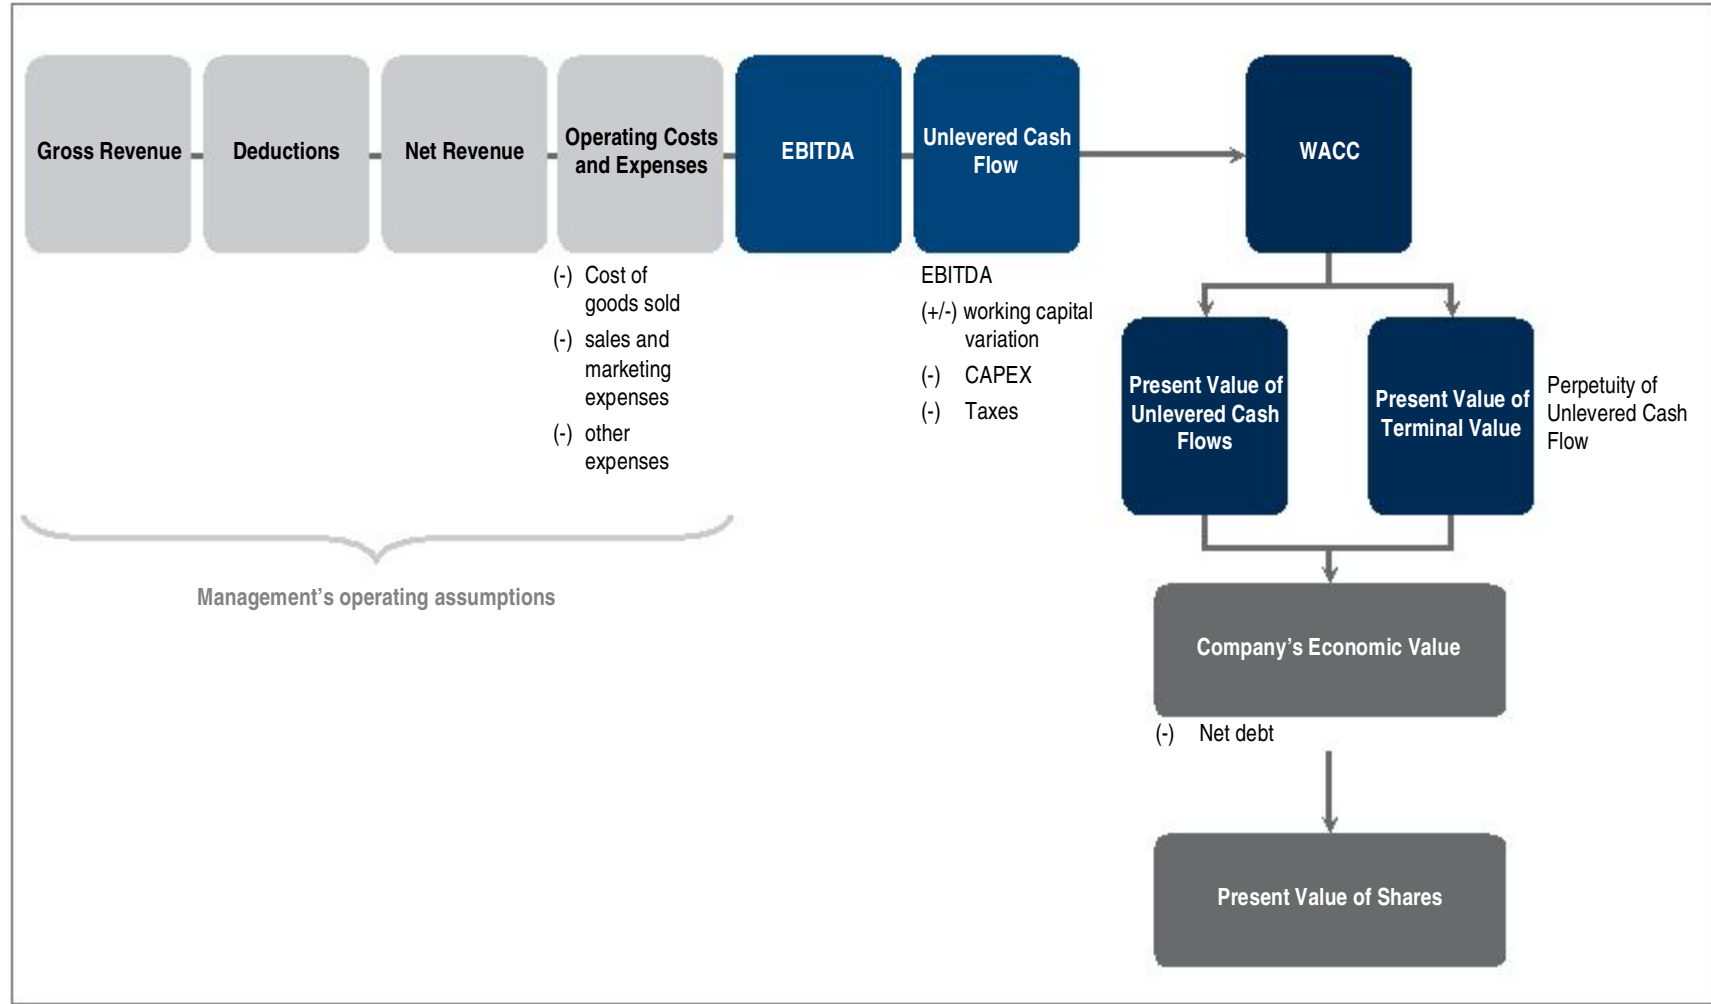 Gross Revenue
Deductions
Net Revenue
Operating Costs
and Expenses
EBITDA
Unlevered Cash
Flow
WACC
(-) Cost of
goods sold
(-) sales and
marketing
expenses
(-) other
expenses
EBITDA
(+/-) working capital
variation
(-) CAPEX
(-) Taxes
Present Value of
Unlevered Cash
Flows
Present Value of
Terminal Value
Perpetuity of
Unlevered Cash
Flow
Management’s operating assumptions
Company’s Economic Value
(-) Net debt
Present Value of Shares